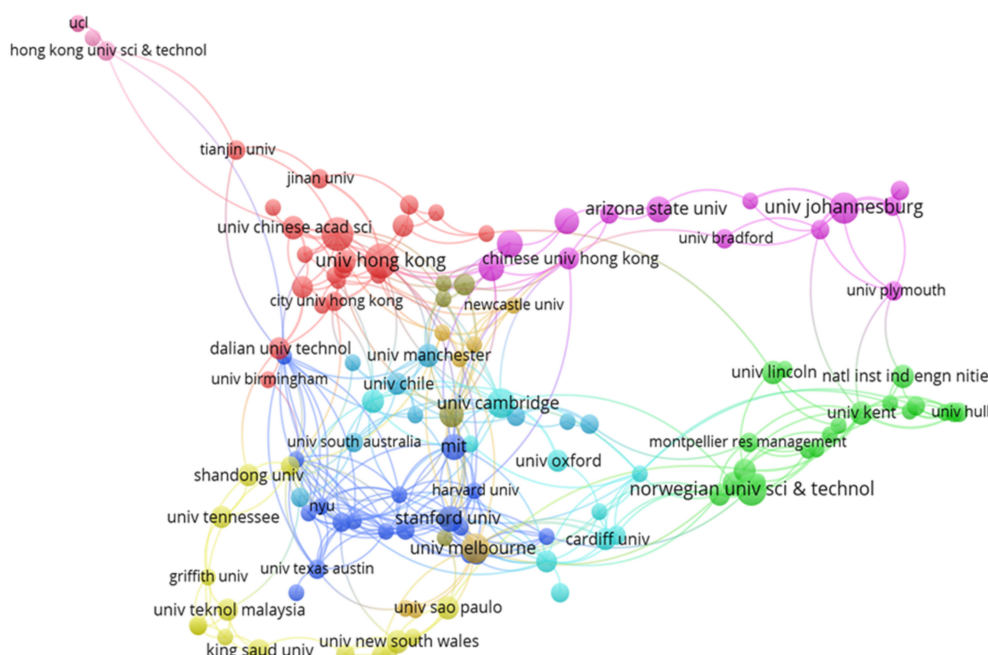 ucl
hong kong univ sci & technol
tianjin univ
jinan univ
arizona state univ
univ johannesburg
univ chinese acad sci
univ bradford
univ hong kong
chinese univ hong kong
univ plymouth
city univ hong kong
newcastle univ
dalian univ technol
univ manchester
univ lincoln
natl inst ind engn nitie
univ birmingham
univ chile
univ cambridge
univ kent
univ hull
univ south australia
mit
montpellier res management
univ oxford
shandong univ
harvard univ
norwegian univ sci & technol
nyu
univ tennessee
stanford univ
cardiff univ
univ melbourne
univ texas austin
griffith univ
univ teknol malaysia
univ sao paulo
univ new south wales
king saud univ